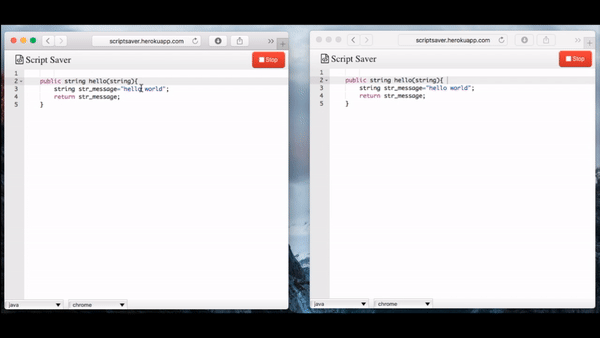 scriptsaver.herokuapp.com
Script Saver
Stop
1
2 public string hello(string){
3 string str_message="hello world";
4 return str_message;
5 }
java
chrome
scriptsaver.herokuapp.com
Script Saver
Stop
1
2 public string hello(string){
3 string str_message="hello world";
4 return str_message;
5 }
java
chrome